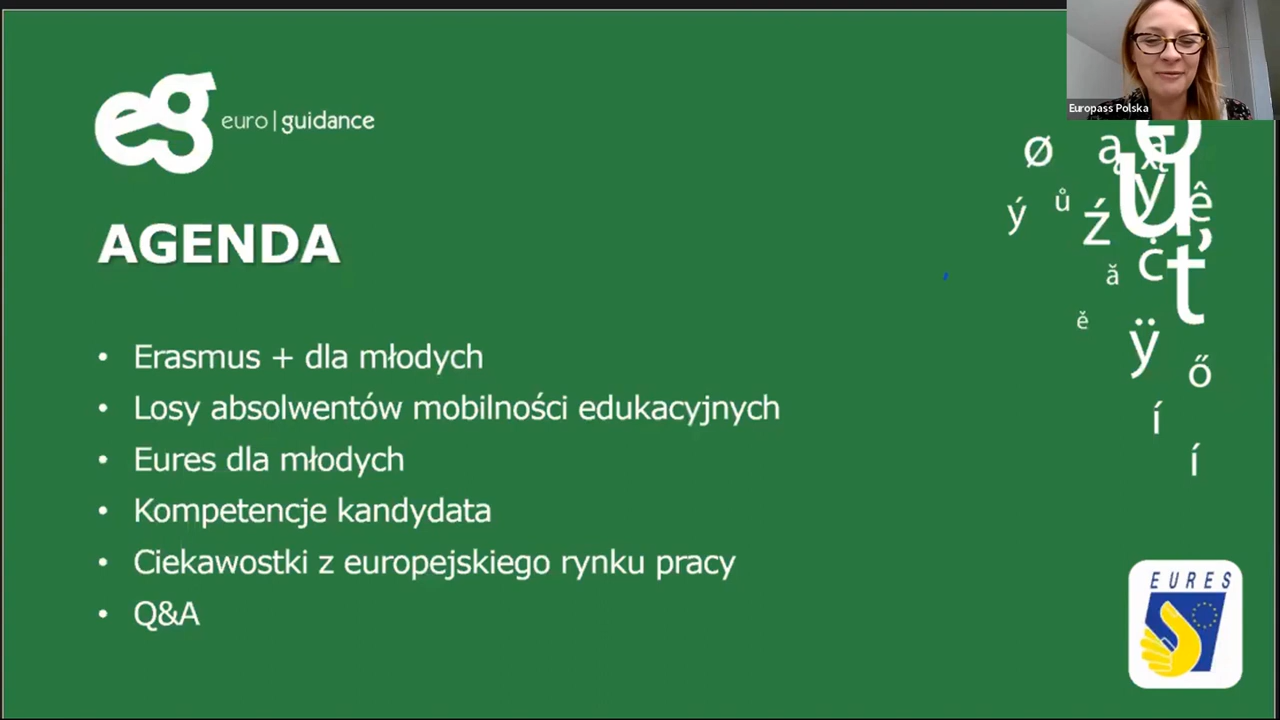 Europass Polska
eg euro|guidance
AGENDA
• Erasmus + dla młodych
• Losy absolwentów mobilności edukacyjnych
• Eures dla młodych
• Kompetencje kandydata
• Ciekawostki z europejskiego rynku pracy
• Q&A
EURES